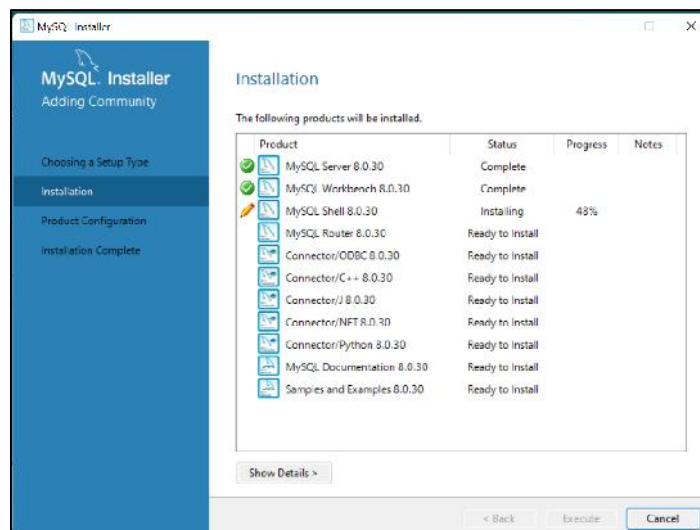 MySQL Installer
MySQL. Installer
Adding Community
Choosing a Setup Type
Installation
Product Configuration
Installation Complete
Installation
The following products will be installed.
Product Status Progress Notes
MySQL Server 8.0.30 Complete
MySQL Workbench 8.0.30 Complete
MySQL Shell 8.0.30 Installing 48%
MySQL Router 8.0.30 Ready to Install
Connector/ODBC 8.0.30 Ready to Install
Connector/C++ 8.0.30 Ready to Install
Connector/J 8.0.30 Ready to Install
Connector/NET 8.0.30 Ready to Install
Connector/Python 8.0.30 Ready to Install
MySQL Documentation 8.0.30 Ready to Install
Samples and Examples 8.0.30 Ready to Install
Show Details >
< Back Execute Cancel